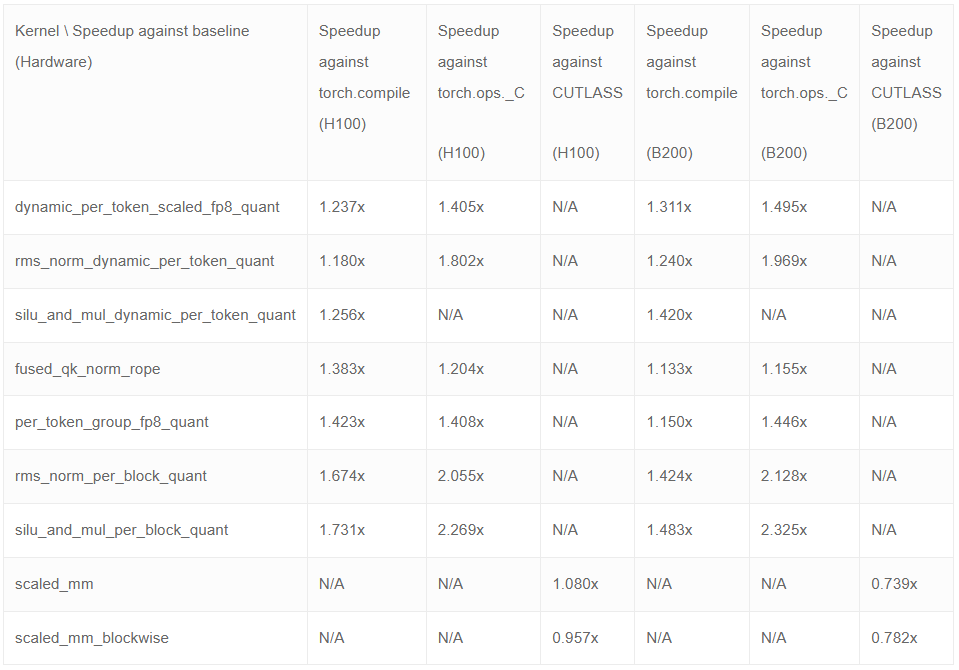 Kernel \ Speedup against baseline (Hardware) Speedup against torch.compile (H100) Speedup against torch.ops._C (H100) Speedup against CUTLASS (H100) Speedup against torch.compile (B200) Speedup against torch.ops._C (B200) Speedup against CUTLASS (B200)
dynamic_per_token_scaled_fp8_quant 1.237x 1.405x N/A 1.311x 1.495x N/A
rms_norm_dynamic_per_token_quant 1.180x 1.802x N/A 1.240x 1.969x N/A
silu_and_mul_dynamic_per_token_quant 1.256x N/A N/A 1.420x N/A N/A
fused_qk_norm_rope 1.383x 1.204x N/A 1.133x 1.155x N/A
per_token_group_fp8_quant 1.423x 1.408x N/A 1.150x 1.446x N/A
rms_norm_per_block_quant 1.674x 2.055x N/A 1.424x 2.128x N/A
silu_and_mul_per_block_quant 1.731x 2.269x N/A 1.483x 2.325x N/A
scaled_mm N/A N/A 1.080x N/A N/A 0.739x
scaled_mm_blockwise N/A N/A 0.957x N/A N/A 0.782x